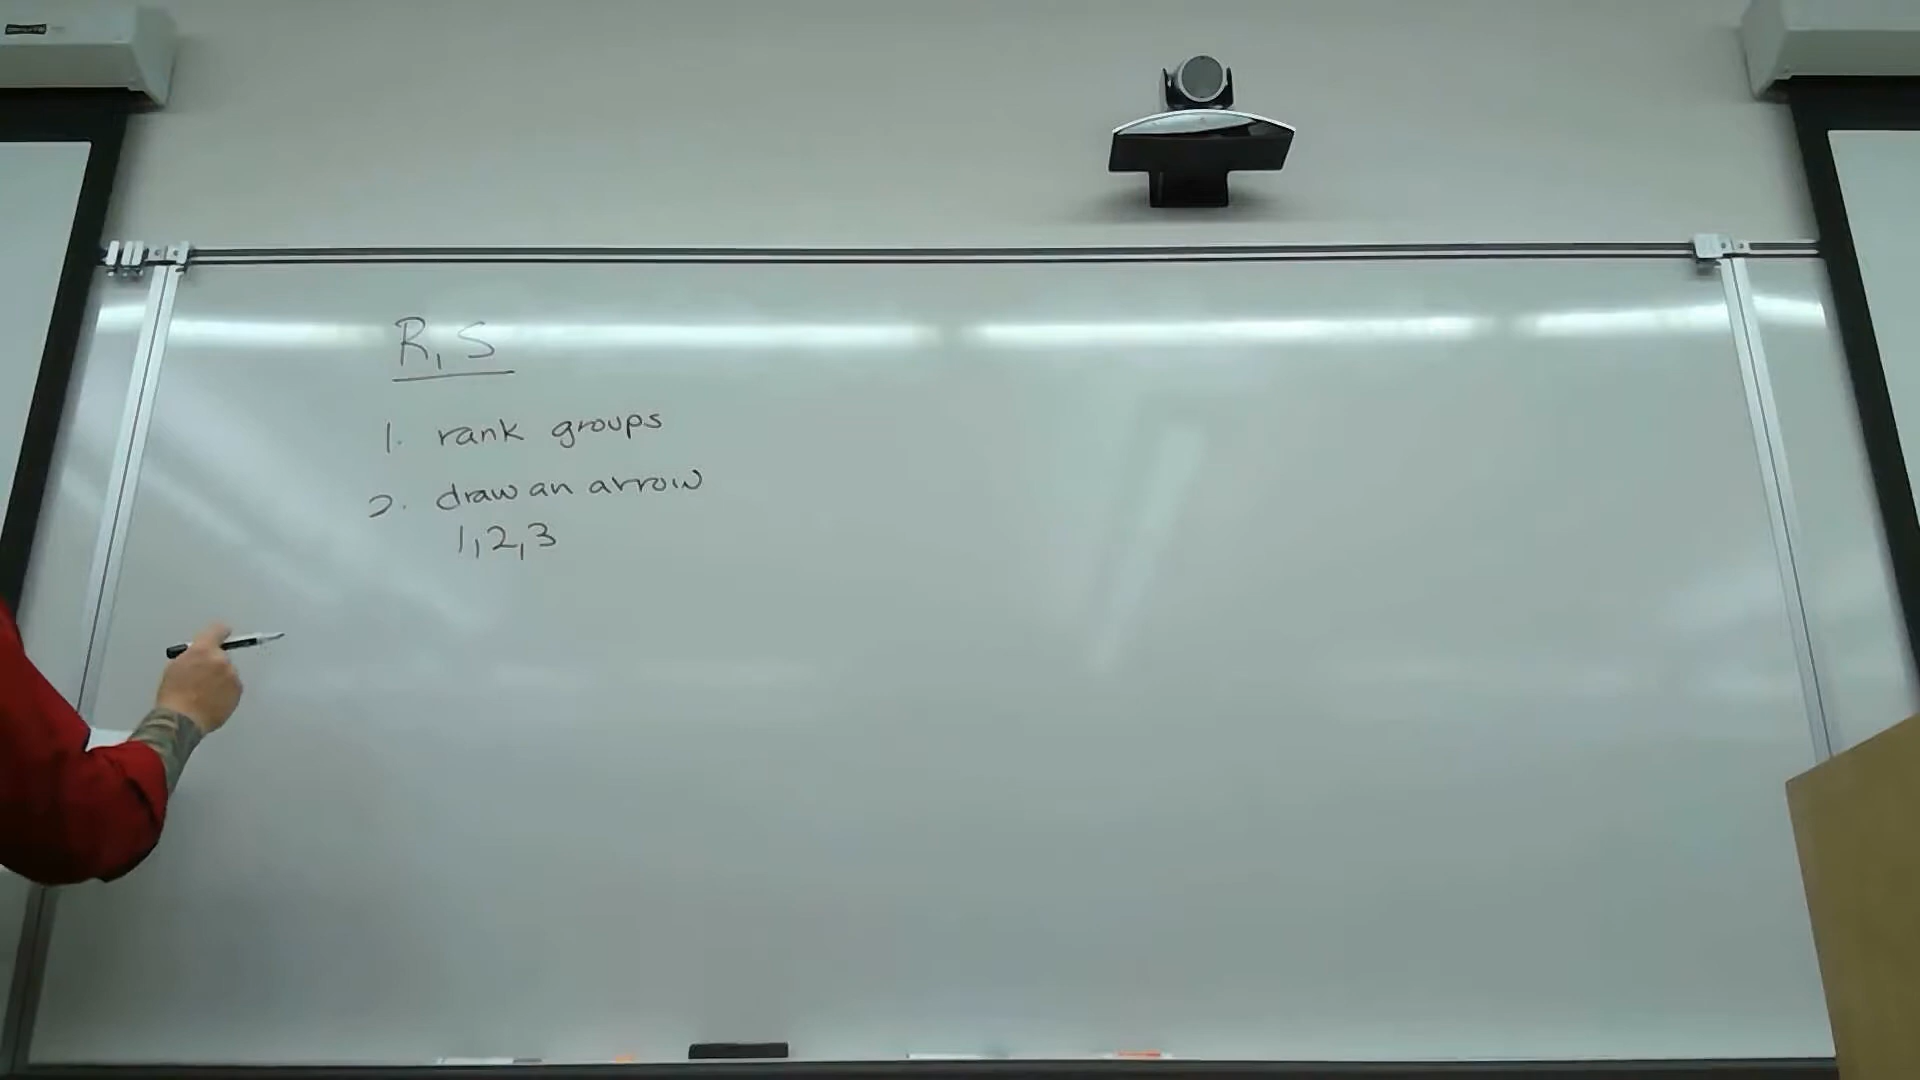 R, S
1. rank groups
2. draw an arrow
1,2,3